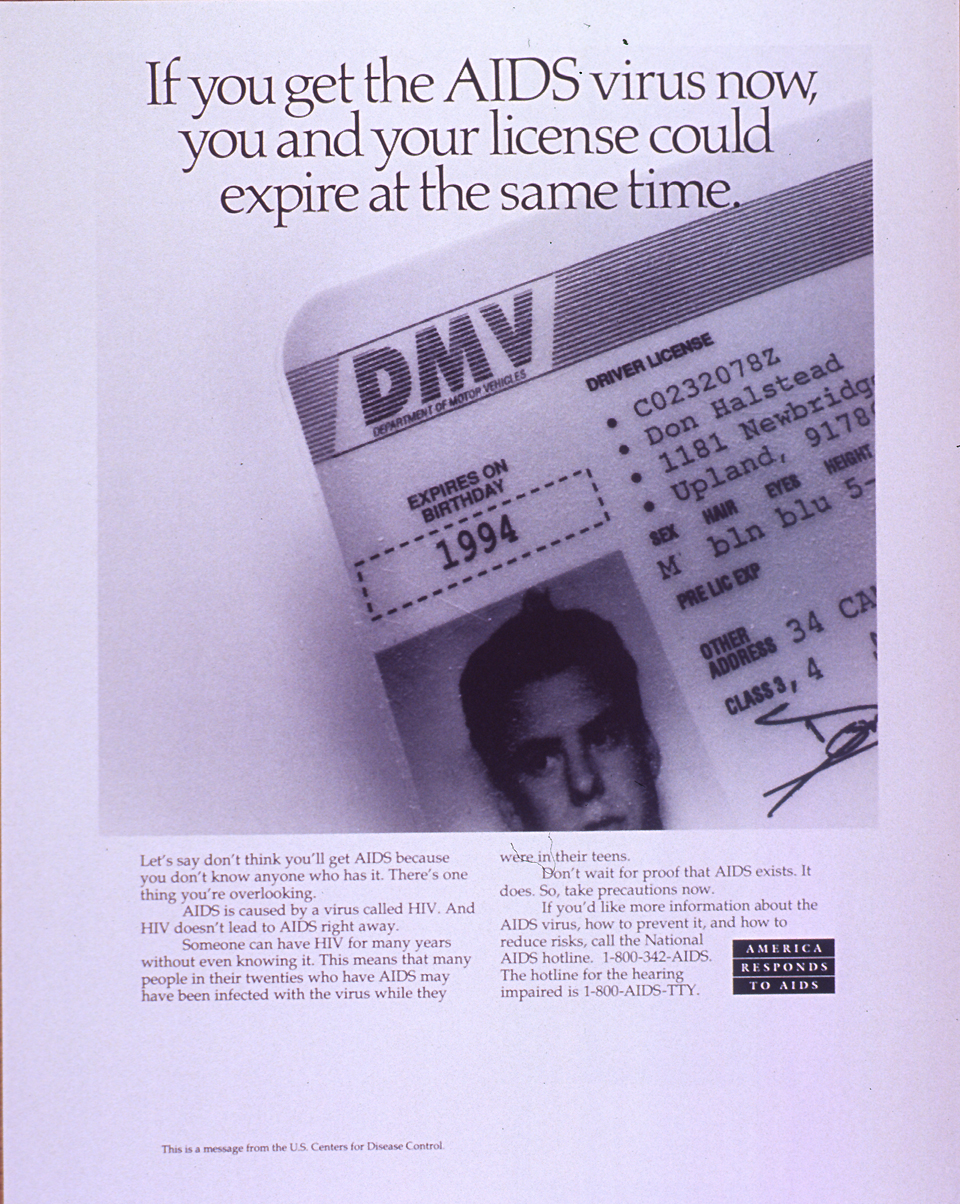 If you get the AIDS virus now,
you and your license could
expire at the same time.
DMV
DEPARTMENT OF MOTOR VEHICLES
DRIVER LICENSE
C0232078Z
Don Halstead
1181 Newbridg
Upland, 9178
EXPIRES ON
BIRTHDAY
1994
SEX HAIR EYES HEIGHT
M bln blu 5-
PRE LIC EXP
OTHER
ADDRESS 34 CA
CLASS 3, 4
Let's say don't think you'll get AIDS because
you don't know anyone who has it. There's one
thing you're overlooking.
AIDS is caused by a virus called HIV. And
HIV doesn't lead to AIDS right away.
Someone can have HIV for many years
without even knowing it. This means that many
people in their twenties who have AIDS may
have been infected with the virus while they
were in their teens.
Don't wait for proof that AIDS exists. It
does. So, take precautions now.
If you'd like more information about the
AIDS virus, how to prevent it, and how to
reduce risks, call the National
AIDS hotline. 1-800-342-AIDS.
The hotline for the hearing
impaired is 1-800-AIDS-TTY.
AMERICA
RESPONDS
TO AIDS
This is a message from the U.S. Centers for Disease Control.